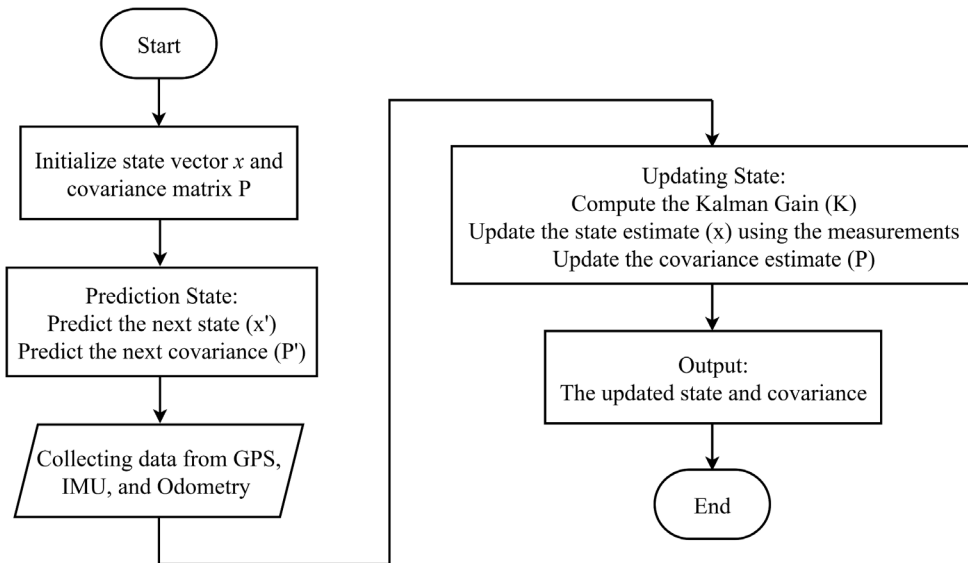 Start
Initialize state vector x and
covariance matrix P
Prediction State:
Predict the next state (x')
Predict the next covariance (P')
Collecting data from GPS,
IMU, and Odometry
Updating State:
Compute the Kalman Gain (K)
Update the state estimate (x) using the measurements
Update the covariance estimate (P)
Output:
The updated state and covariance
End